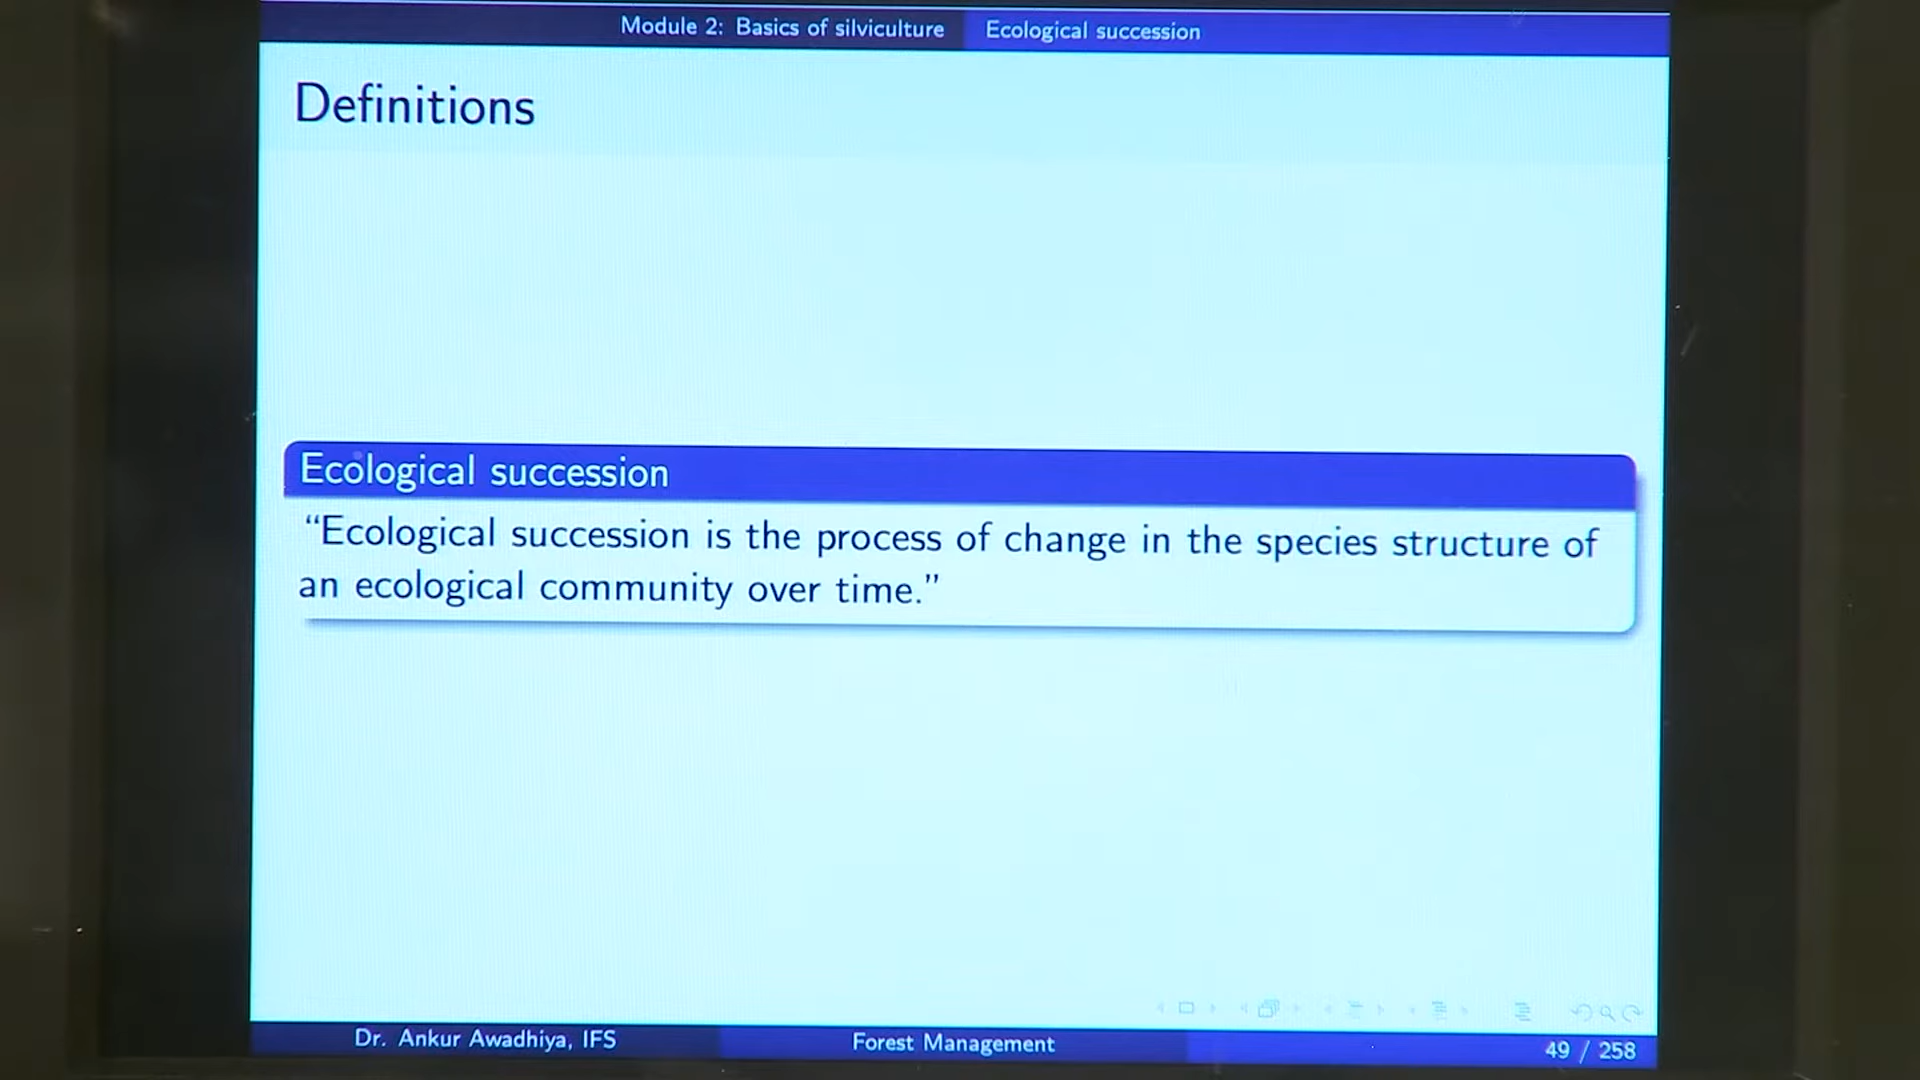 Module 2: Basics of silviculture Ecological succession
Definitions
Ecological succession
“Ecological succession is the process of change in the species structure of
an ecological community over time.”
Dr. Ankur Awadhiya, IFS Forest Management 49 / 258